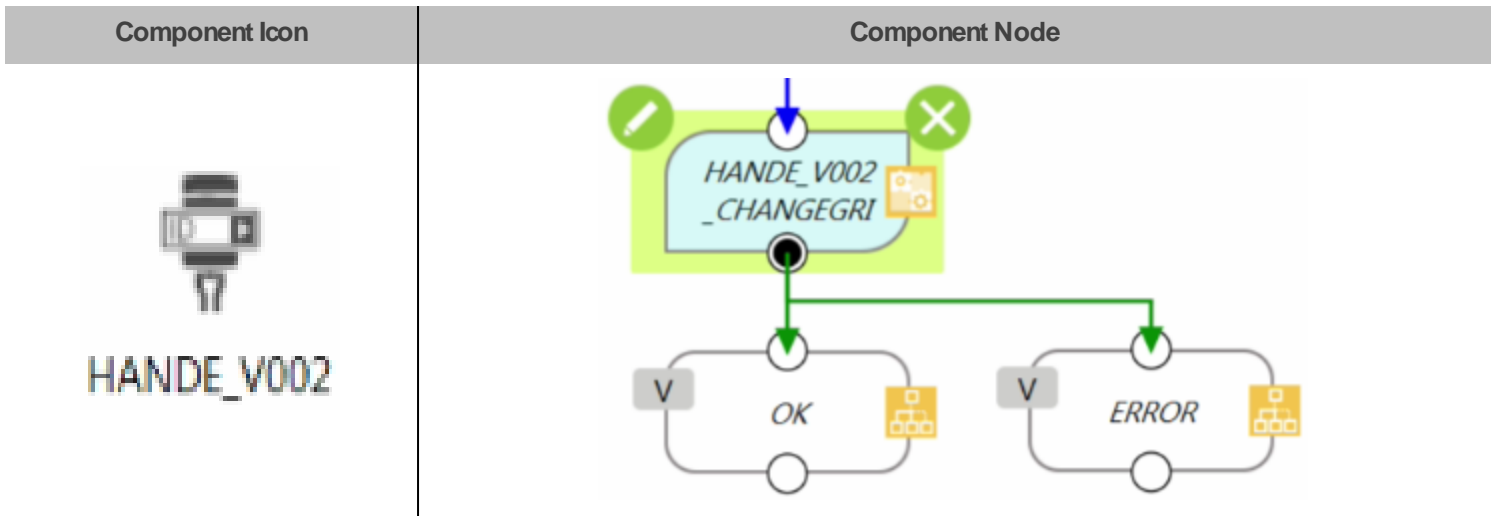 Component Icon
Component Node
HANDE_V002
HANDE_V002
_CHANGEGRI
V
OK
V
ERROR